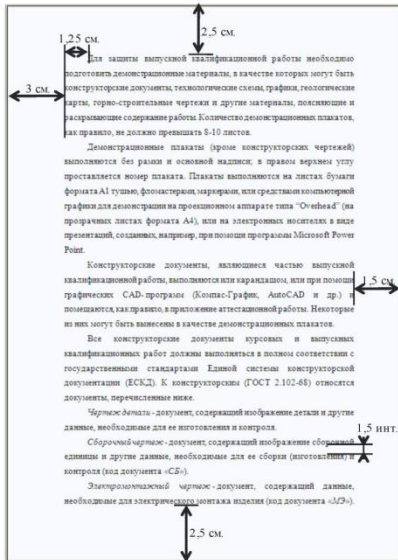 2,5 см.
1,25 см.
3 см.
Для защиты выпускной квалификационной работы необходимо
подготовить демонстрационные материалы, в качестве которых могут быть
конструкторские документы, технологические схемы, графики, геологические
карты, горно-строительные чертежи и другие материалы, поясняющие и
раскрывающие содержание работы. Количество демонстрационных плакатов,
как правило, не должно превышать 8-10 листов.
Демонстрационные плакаты (кроме конструкторских чертежей)
выполняются без рамки и основной надписи; в правом верхнем углу
проставляется номер плаката. Плакаты выполняются на листах бумаги
формата А1 тушью, фломастерами, маркерами, или средствами компьютерной
графики для демонстрации на проекционном аппарате типа “Overhead” (на
прозрачных листах формата А4), или на электронных носителях в виде
презентаций, созданных, например, при помощи программы Microsoft Power
Point.
Конструкторские документы, являющиеся частью выпускной
квалификационной работы, выполняются или карандашом, или при помощи
графических CAD-программ (Компас-График, AutoCAD и др.) и
помещаются, как правило, в приложение аттестационной работы. Некоторые
из них могут быть вынесены в качестве демонстрационных плакатов.
1,5 см.
Все конструкторские документы курсовых и выпускных
квалификационных работ должны выполняться в полном соответствии с
государственными стандартами Единой системы конструкторской
документации (ЕСКД). К конструкторским (ГОСТ 2.102-68) относятся
документы, перечисленные ниже.
Чертеж детали - документ, содержащий изображение детали и другие
данные, необходимые для ее изготовления и контроля.
1,5 инт.
Сборочный чертеж - документ, содержащий изображение сборочной
единицы и другие данные, необходимые для ее сборки (изготовления) и
контроля (код документа «СБ»).
Электромонтажный чертеж - документ, содержащий данные,
необходимые для электрического монтажа изделия (код документа «МЭ»).
2,5 см.